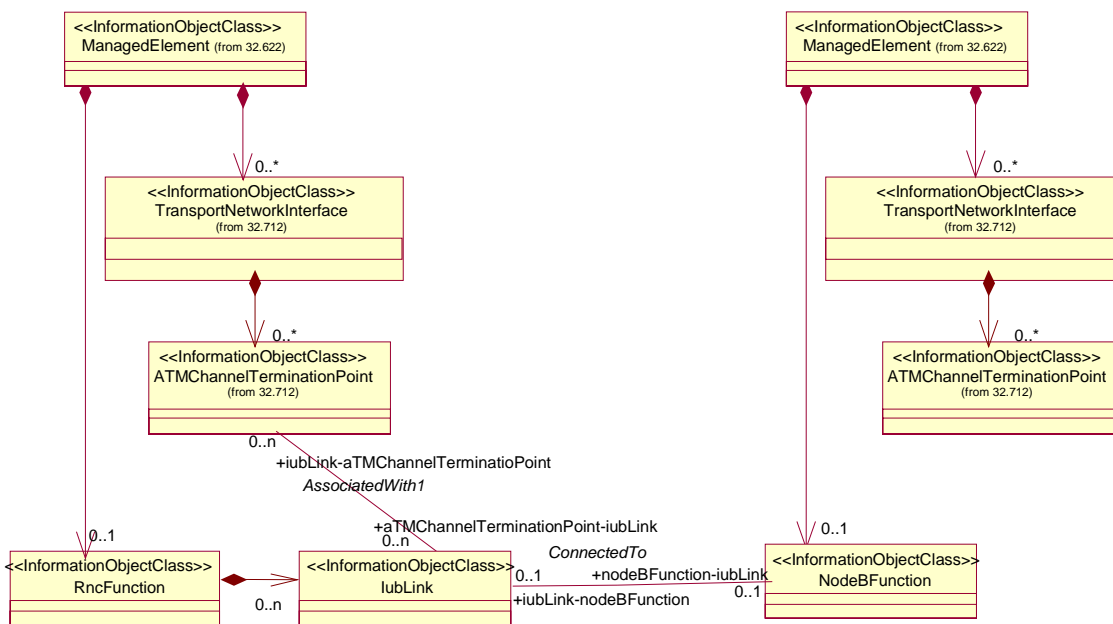 <<InformationObjectClass>>
ManagedElement (from 32.622)
<<InformationObjectClass>>
ManagedElement (from 32.622)
0..*
0..*
<<InformationObjectClass>>
TransportNetworkInterface
(from 32.712)
<<InformationObjectClass>>
TransportNetworkInterface
(from 32.712)
0..*
0..*
<<InformationObjectClass>>
ATMChannelTerminationPoint
(from 32.712)
<<InformationObjectClass>>
ATMChannelTerminationPoint
(from 32.712)
0..n
+iubLink-aTMChannelTerminatioPoint
AssociatedWith1
+aTMChannelTerminationPoint-iubLink
0..n
0..1
0..1
<<InformationObjectClass>>
RncFunction
0..n
<<InformationObjectClass>>
IubLink
ConnectedTo
0..1
+nodeBFunction-iubLink
+iubLink-nodeBFunction
0..1
<<InformationObjectClass>>
NodeBFunction